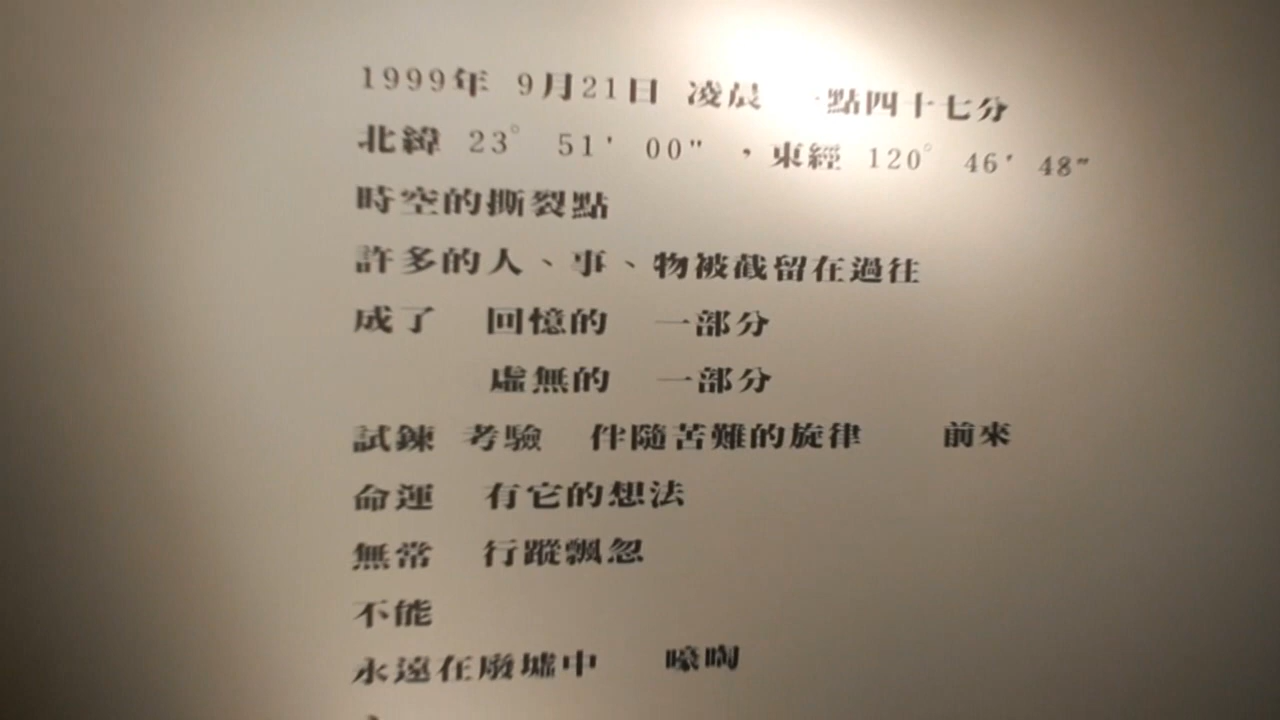 1999年 9月21日 凌晨 一點四十七分
北緯 23° 51' 00" ，東經 120° 46' 48"
時空的撕裂點
許多的人、事、物被截留在過往
成了 回憶的 一部分
虛無的 一部分
試鍊 考驗 伴隨苦難的旋律 前來
命運 有它的想法
無常 行蹤飄忽
不能
永遠在廢墟中 嚎啕